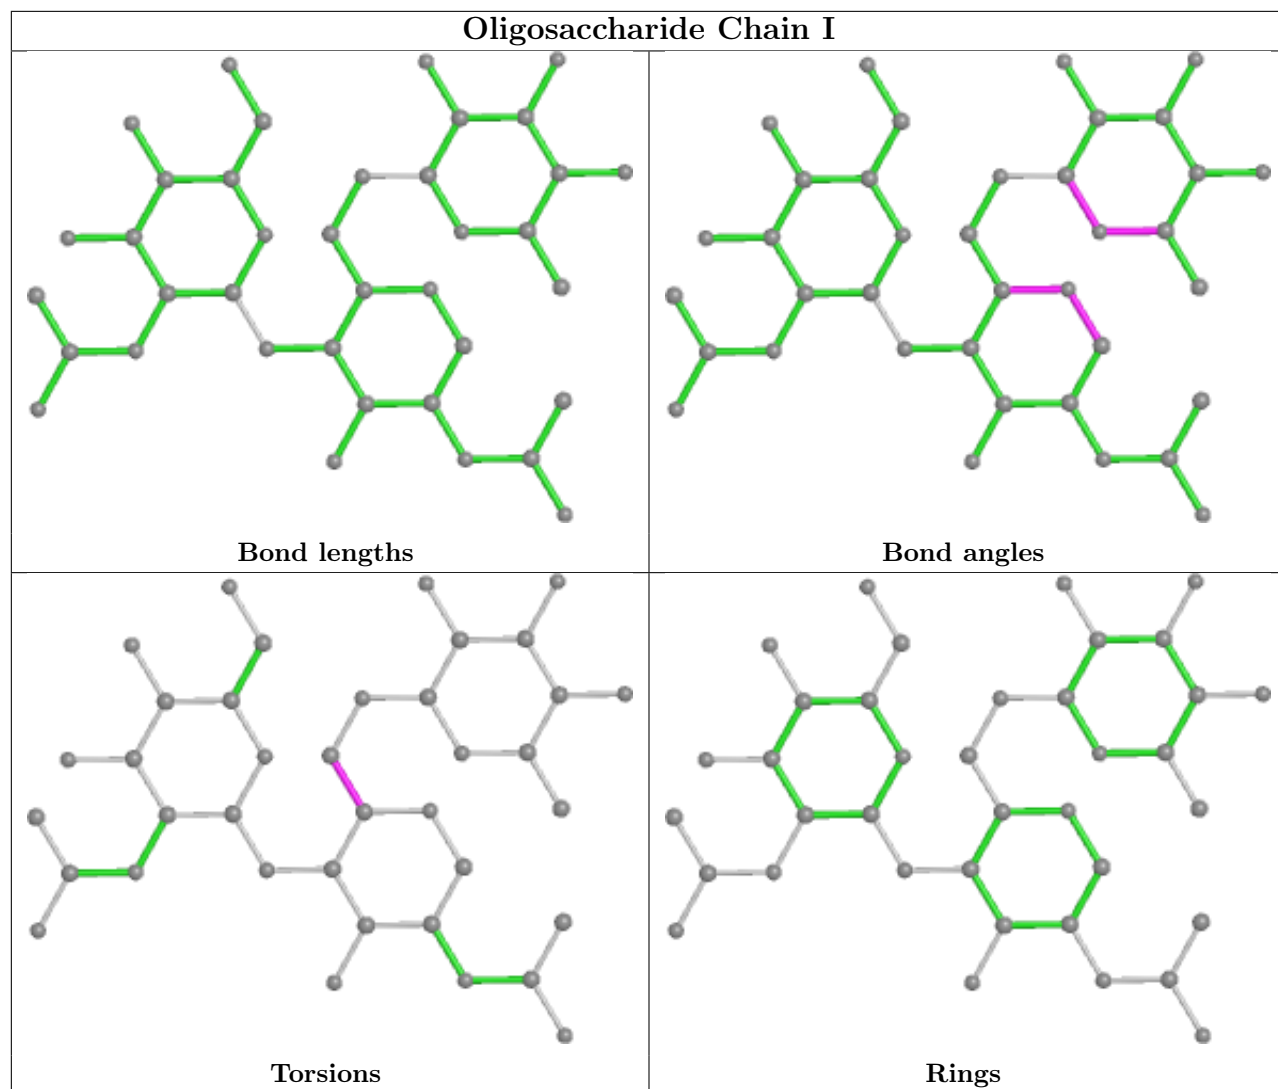 Oligosaccharide Chain I
Bond lengths
Bond angles
Torsions
Rings